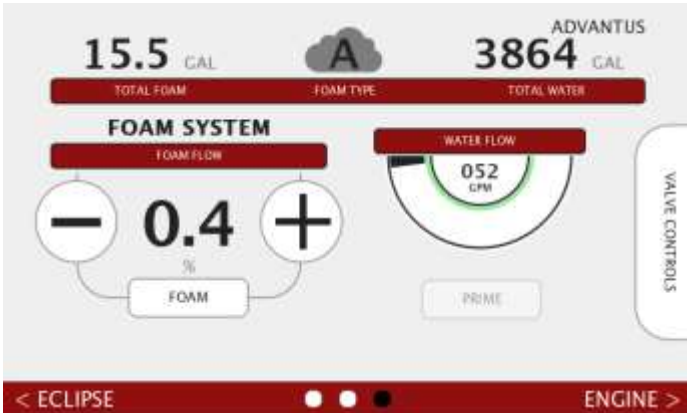 ADVANTUS
15.5 GAL
A
3864 GAL
TOTAL FOAM
FOAM TYPE
TOTAL WATER
FOAM SYSTEM
FOAM FLOW
WATER FLOW
052
GPM
− 0.4 +
%
FOAM
PRIME
VALVE CONTROLS
< ECLIPSE
ENGINE >